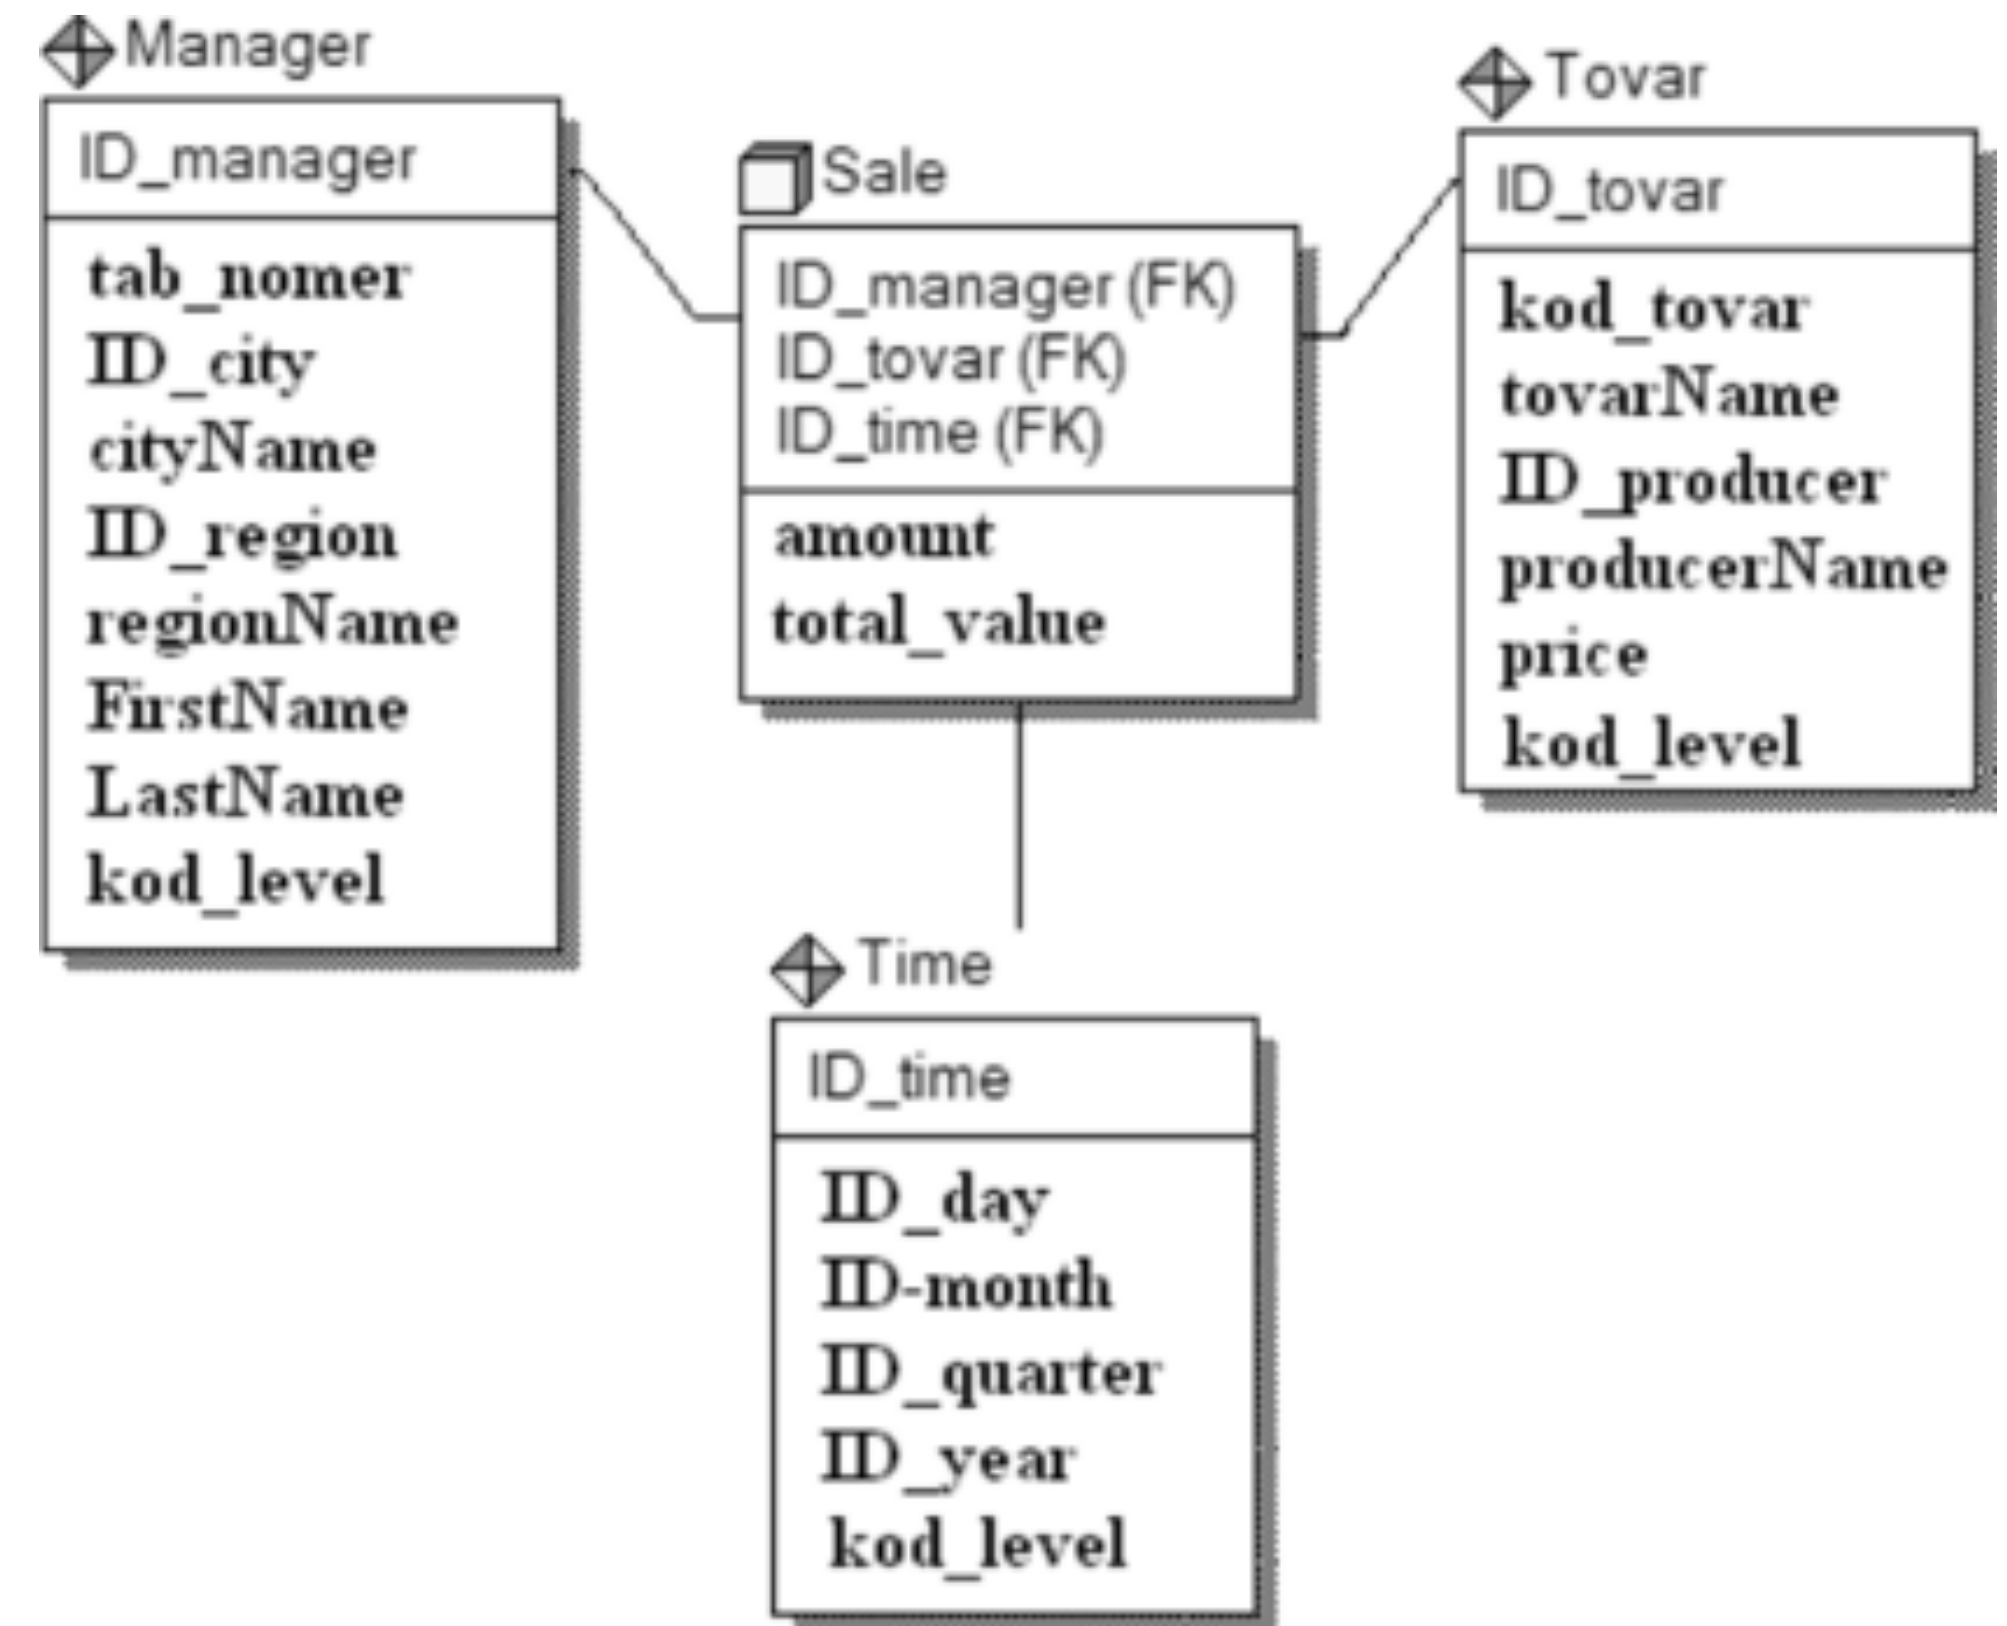 Manager
ID_manager
tab_nomer
ID_city
cityName
ID_region
regionName
FirstName
LastName
kod_level
Sale
ID_manager (FK)
ID_tovar (FK)
ID_time (FK)
amount
total_value
Tovar
ID_tovar
kod_tovar
tovarName
ID_producer
producerName
price
kod_level
Time
ID_time
ID_day
ID-month
ID_quarter
ID_year
kod_level